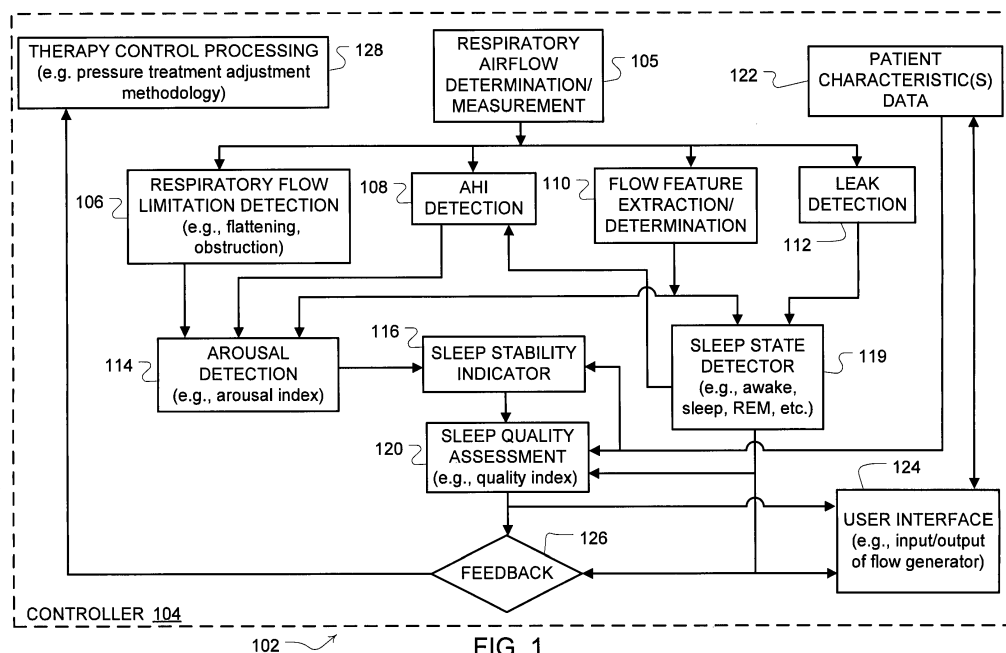 THERAPY CONTROL PROCESSING
(e.g. pressure treatment adjustment
methodology)
128
RESPIRATORY
AIRFLOW
DETERMINATION/
MEASUREMENT
105
122
PATIENT
CHARACTERISTIC(S)
DATA
106
RESPIRATORY FLOW
LIMITATION DETECTION
(e.g., flattening,
obstruction)
108
AHI
DETECTION
110
FLOW FEATURE
EXTRACTION/
DETERMINATION
LEAK
DETECTION
112
114
AROUSAL
DETECTION
(e.g., arousal index)
116
SLEEP STABILITY
INDICATOR
SLEEP STATE
DETECTOR
(e.g., awake,
sleep, REM, etc.)
119
120
SLEEP QUALITY
ASSESSMENT
(e.g., quality index)
124
USER INTERFACE
(e.g., input/output
of flow generator)
126
FEEDBACK
CONTROLLER 104
102
FIG. 1